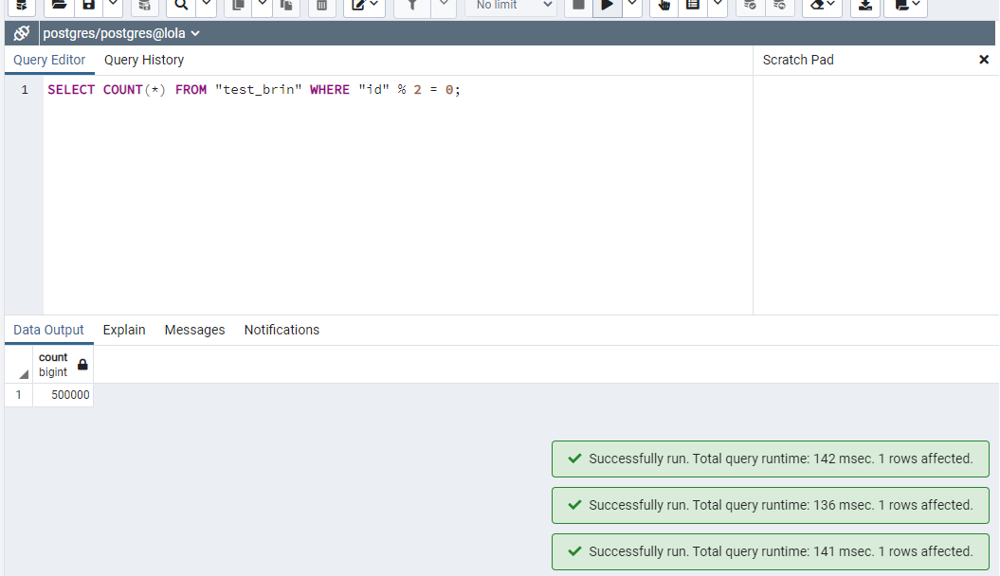 No limit
postgres/postgres@lola
Query Editor Query History
Scratch Pad
1 SELECT COUNT(*) FROM "test_brin" WHERE "id" % 2 = 0;
Data Output Explain Messages Notifications
count
bigint
1 500000
Successfully run. Total query runtime: 142 msec. 1 rows affected.
Successfully run. Total query runtime: 136 msec. 1 rows affected.
Successfully run. Total query runtime: 141 msec. 1 rows affected.